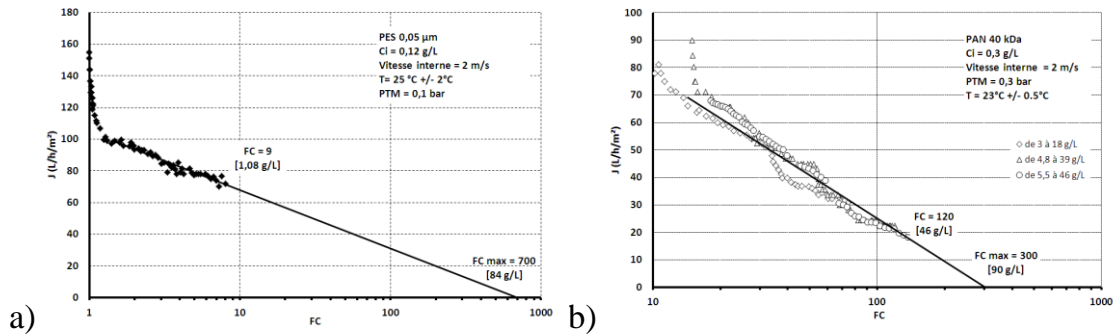 180
160
140
120
100
80
60
40
20
0
J (L/h/m²)
PES 0,05 µm
Ci = 0,12 g/L
Vitesse interne = 2 m/s
T= 25 °C +/- 2°C
PTM = 0,1 bar
FC = 9
[1,08 g/L]
FC max = 700
[84 g/L]
1 10 100 1000
FC
a)
100
90
80
70
60
50
40
30
20
10
0
J (L/h/m²)
PAN 40 kDa
Ci = 0,3 g/L
Vitesse interne = 2 m/s
PTM = 0,3 bar
T = 23°C +/- 0.5°C
de 3 à 18 g/L
de 4,8 à 39 g/L
de 5,5 à 46 g/L
FC = 120
[46 g/L]
FC max = 300
[90 g/L]
10 100 1000
FC
b)